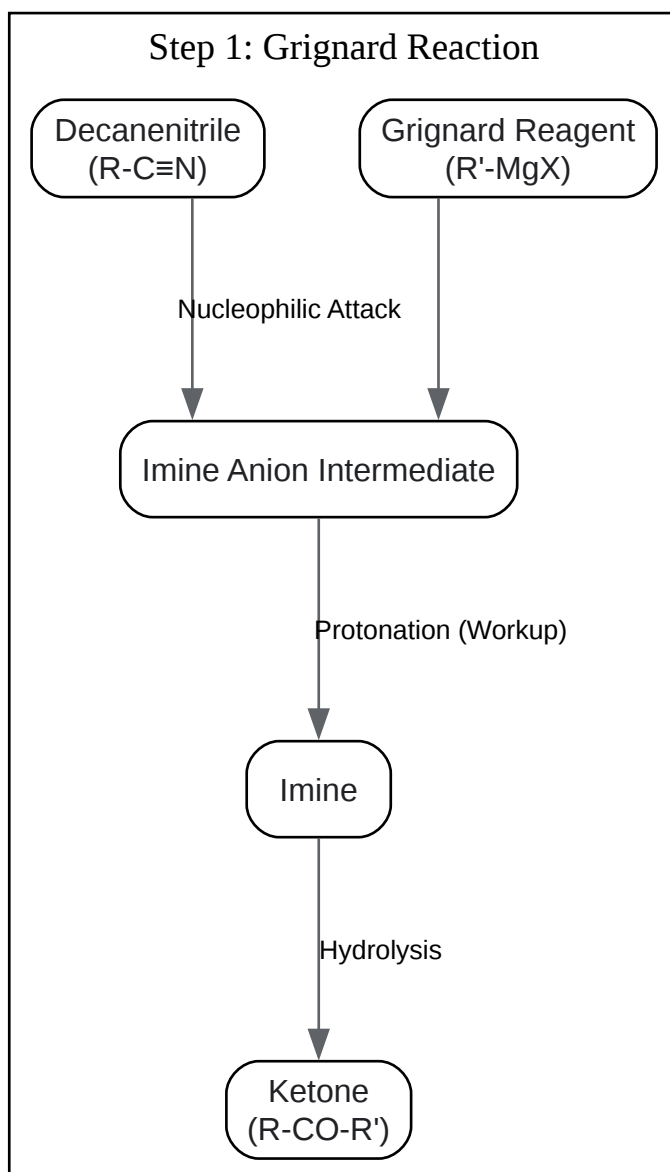 Step 1: Grignard Reaction
Decanenitrile
(R-C≡N)
Grignard Reagent
(R'-MgX)
Nucleophilic Attack
Imine Anion Intermediate
Protonation (Workup)
Imine
Hydrolysis
Ketone
(R-CO-R')